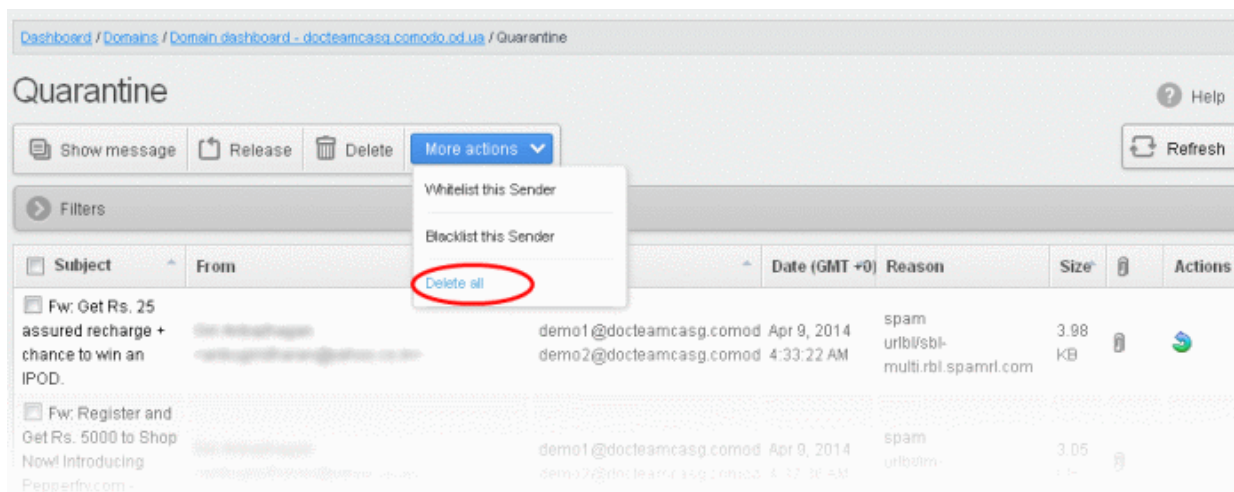 Dashboard / Domains / Domain dashboard - docteamcasg.comodo.od.ua / Quarantine
Quarantine
Help
Show message Release Delete More actions Refresh
Whitelist this Sender
Filters
Blacklist this Sender
Subject From Date (GMT +0) Reason Size Actions
Delete all
Fw: Get Rs. 25
assured recharge +
chance to win an
IPOD.
demo1@docteamcasg.comod
demo2@docteamcasg.comod
Apr 9, 2014
4:33:22 AM
spam
urlbl/sbl-
multi.rbl.spamrl.com
3.98
KB
Fw: Register and
Get Rs. 5000 to Shop
Now! Introducing
Pepperfry.com -
demo1@docteamcasg.comod
demo2@docteamcasg.comod
Apr 9, 2014
spam
3.05